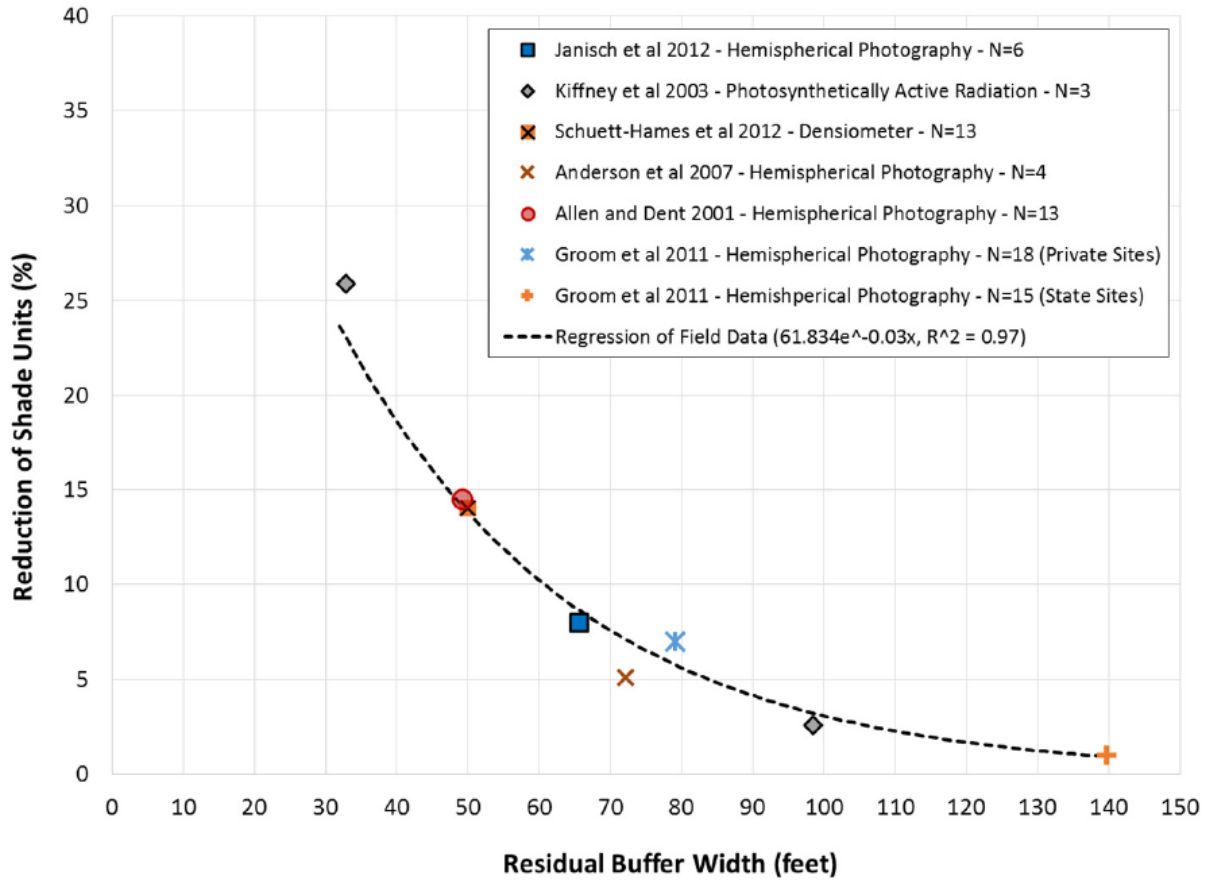 40
35
30
25
20
15
10
5
0
Reduction of Shade Units (%)
Janisch et al 2012 - Hemispherical Photography - N=6
Kiffney et al 2003 - Photosynthetically Active Radiation - N=3
Schuett-Hames et al 2012 - Densiometer - N=13
Anderson et al 2007 - Hemispherical Photography - N=4
Allen and Dent 2001 - Hemispherical Photography - N=13
Groom et al 2011 - Hemispherical Photography - N=18 (Private Sites)
Groom et al 2011 - Hemishperical Photography - N=15 (State Sites)
Regression of Field Data (61.834e^-0.03x, R^2 = 0.97)
0 10 20 30 40 50 60 70 80 90 100 110 120 130 140 150
Residual Buffer Width (feet)